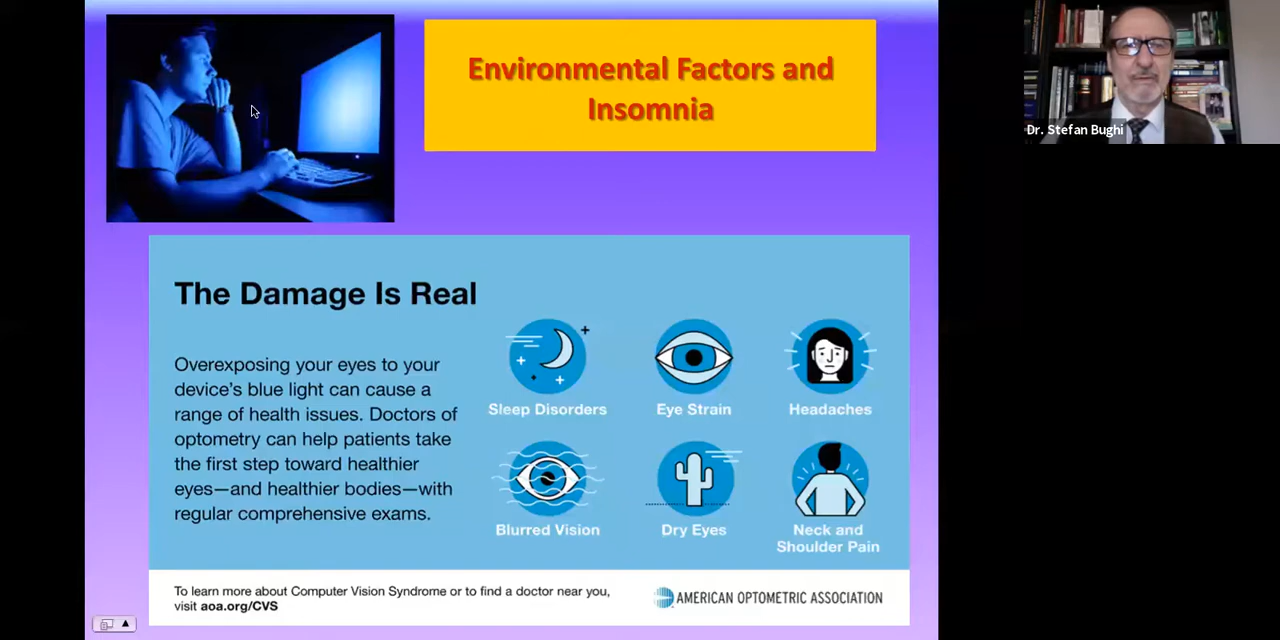 Environmental Factors and
Insomnia
Dr. Stefan Bughi
The Damage Is Real
Overexposing your eyes to your
device's blue light can cause a
range of health issues. Doctors of
optometry can help patients take
the first step toward healthier
eyes—and healthier bodies—with
regular comprehensive exams.
Sleep Disorders
Eye Strain
Headaches
Blurred Vision
Dry Eyes
Neck and
Shoulder Pain
To learn more about Computer Vision Syndrome or to find a doctor near you,
visit aoa.org/CVS
AMERICAN OPTOMETRIC ASSOCIATION